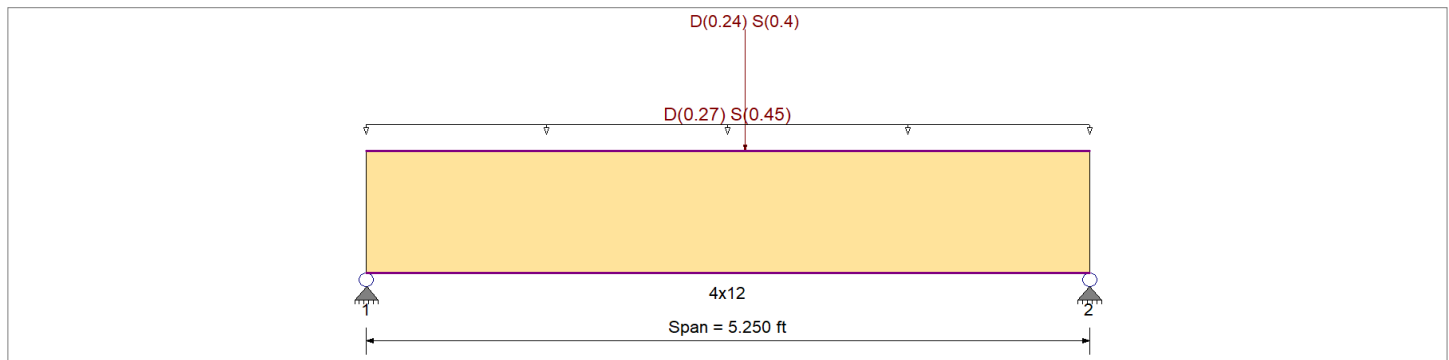 D(0.24) S(0.4)
D(0.27) S(0.45)
4x12
1
2
Span = 5.250 ft